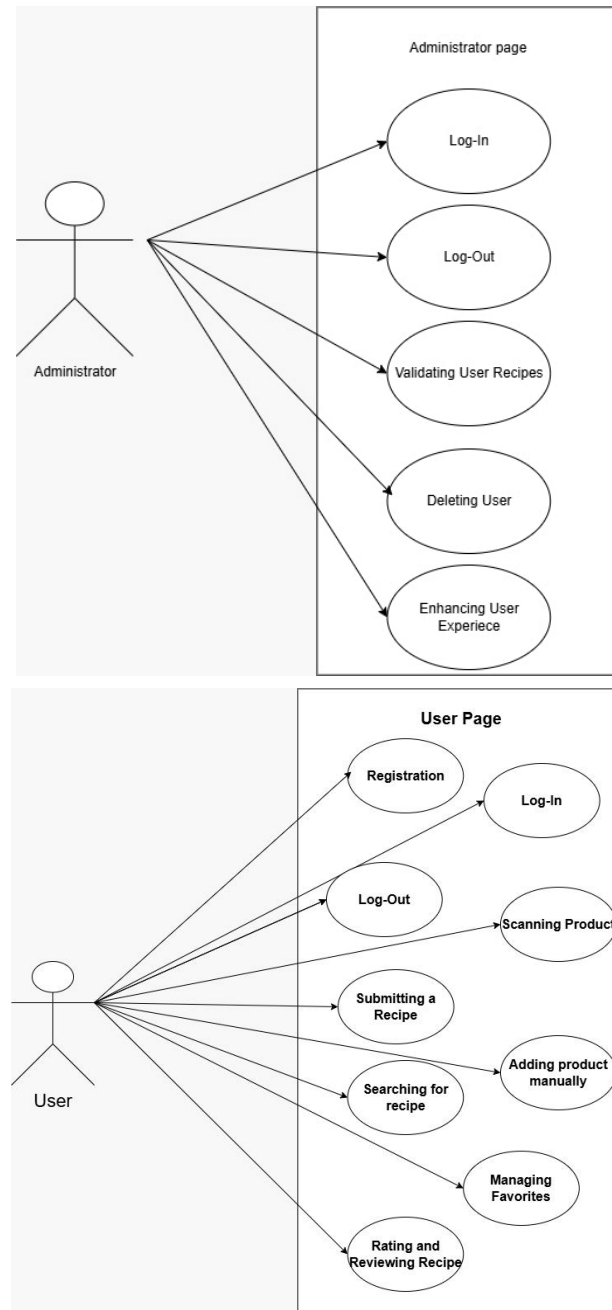 Administrator page
Log-In
Log-Out
Administrator
Validating User Recipes
Deleting User
Enhancing User
Experiece
User Page
Registration
Log-In
Log-Out
Scanning Product
Submitting a
Recipe
Adding product
manually
Searching for
recipe
User
Managing
Favorites
Rating and
Reviewing Recipe